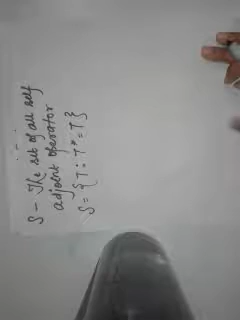 S - The set of all self
adjoint operator
S = { T : T* = T }